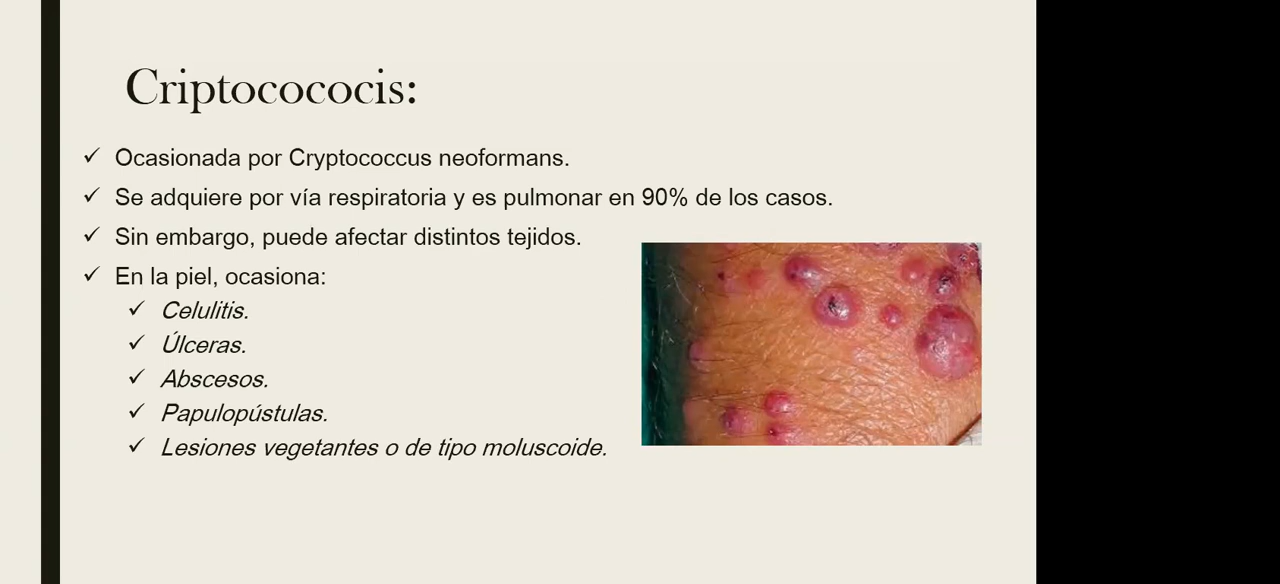 Criptocococis:
✓ Ocasionada por Cryptococcus neoformans.
✓ Se adquiere por vía respiratoria y es pulmonar en 90% de los casos.
✓ Sin embargo, puede afectar distintos tejidos.
✓ En la piel, ocasiona:
✓ Celulitis.
✓ Úlceras.
✓ Abscesos.
✓ Papulopústulas.
✓ Lesiones vegetantes o de tipo moluscoide.